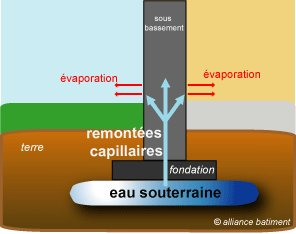 sous
bassement
évaporation
évaporation
remontées
capillaires
terre
fondation
eau souterraine
© alliance batiment